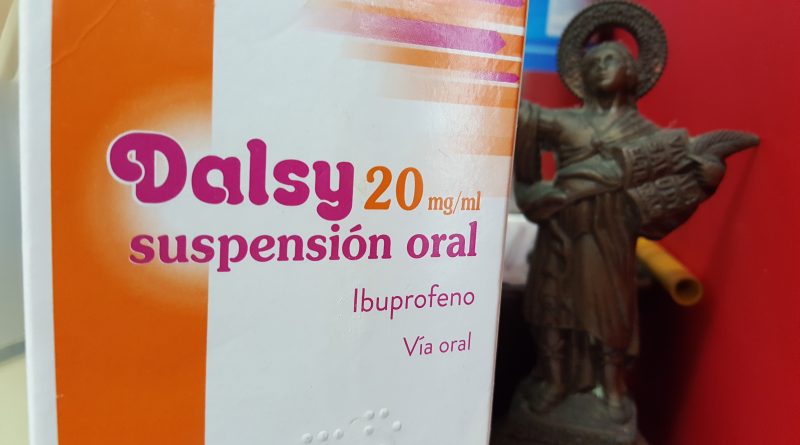 Dalsy 20 mg/ml
suspensión oral
Ibuprofeno
Vía oral